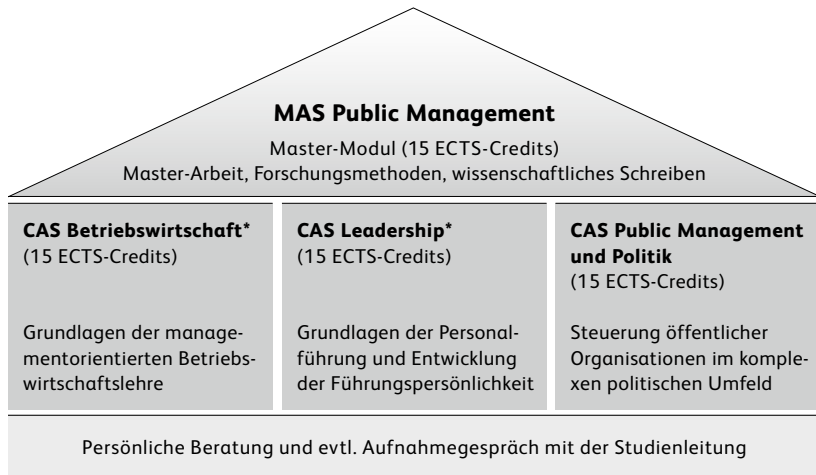 MAS Public Management
Master-Modul (15 ECTS-Credits)
Master-Arbeit, Forschungsmethoden, wissenschaftliches Schreiben
CAS Betriebswirtschaft*
(15 ECTS-Credits)
Grundlagen der manage-
mentorientierten Betriebs-
wirtschaftslehre
CAS Leadership*
(15 ECTS-Credits)
Grundlagen der Personal-
führung und Entwicklung
der Führungspersönlichkeit
CAS Public Management
und Politik
(15 ECTS-Credits)
Steuerung öffentlicher
Organisationen im komple-
xen politischen Umfeld
Persönliche Beratung und evtl. Aufnahmegespräch mit der Studienleitung